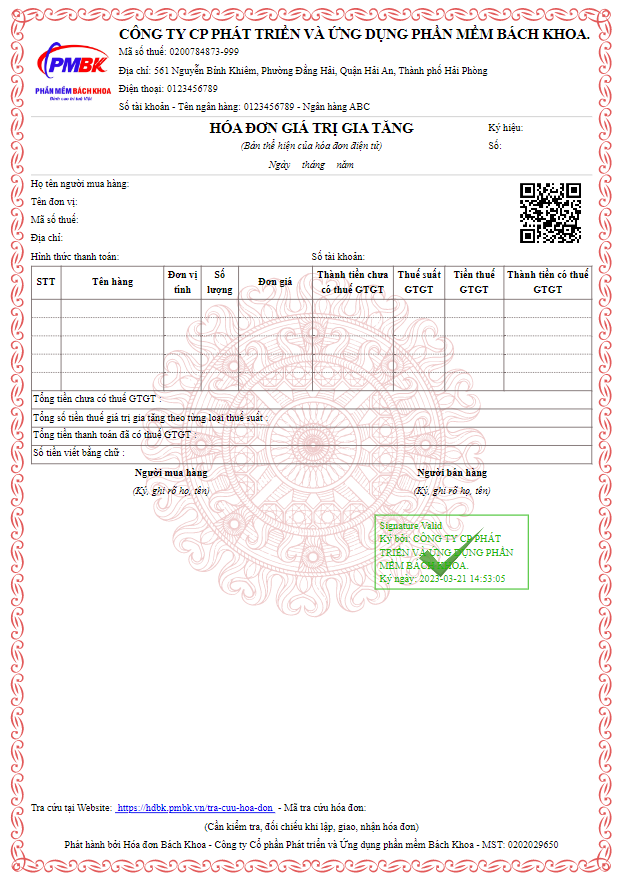 CÔNG TY CP PHÁT TRIỂN VÀ ỨNG DỤNG PHẦN MỀM BÁCH KHOA.
Mã số thuế: 0200784873-999
Địa chỉ: 561 Nguyễn Bỉnh Khiêm, Phường Đằng Hải, Quận Hải An, Thành phố Hải Phòng
Điện thoại: 0123456789
Số tài khoản - Tên ngân hàng: 0123456789 - Ngân hàng ABC
PMBK
PHẦN MỀM BÁCH KHOA
Đỉnh cao trí tuệ Việt
HÓA ĐƠN GIÁ TRỊ GIA TĂNG
Ký hiệu:
(Bản thể hiện của hóa đơn điện tử)
Số:
Ngày tháng năm
Họ tên người mua hàng:
Tên đơn vị:
Mã số thuế:
Địa chỉ:
Hình thức thanh toán: Số tài khoản:
STT Tên hàng Đơn vị tính Số lượng Đơn giá Thành tiền chưa có thuế GTGT Thuế suất GTGT Tiền thuế GTGT Thành tiền có thuế GTGT
Tổng tiền chưa có thuế GTGT :
Tổng số tiền thuế giá trị gia tăng theo từng loại thuế suất :
Tổng tiền thanh toán đã có thuế GTGT :
Số tiền viết bằng chữ :
Người mua hàng Người bán hàng
(Ký, ghi rõ họ, tên) (Ký, ghi rõ họ, tên)
Signature Valid
Ký bởi: CÔNG TY CP PHÁT
TRIỂN VÀ ỨNG DỤNG PHẦN
MỀM BÁCH KHOA.
Ký ngày: 2023-03-21 14:53:05
Tra cứu tại Website: https://hdbk.pmbk.vn/tra-cuu-hoa-don - Mã tra cứu hóa đơn:
(Cần kiểm tra, đối chiếu khi lập, giao, nhận hóa đơn)
Phát hành bởi Hóa đơn Bách Khoa - Công ty Cổ phần Phát triển và Ứng dụng phần mềm Bách Khoa - MST: 0202029650